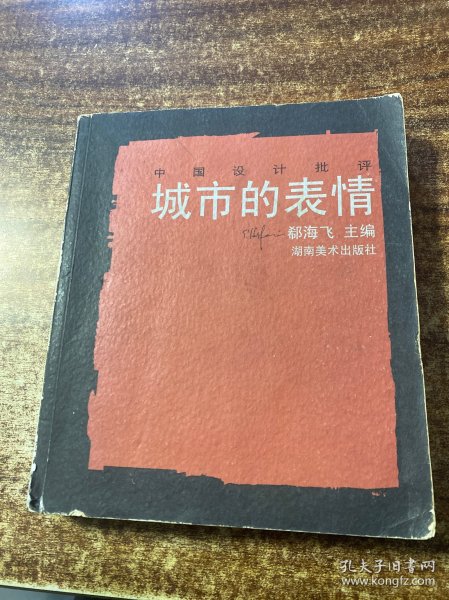 中国设计批评
城市的表情
郗海飞 主编
湖南美术出版社
孔夫子旧书网
www.kongfz.com